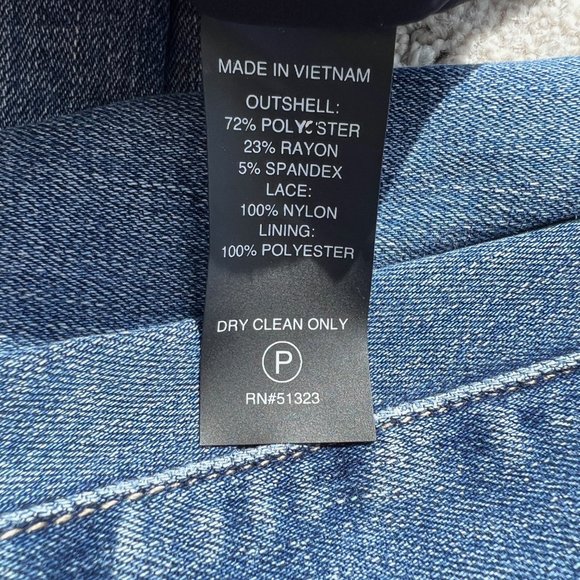 MADE IN VIETNAM
OUTSHELL:
72% POLYESTER
23% RAYON
5% SPANDEX
LACE:
100% NYLON
LINING:
100% POLYESTER
DRY CLEAN ONLY
P
RN#51323